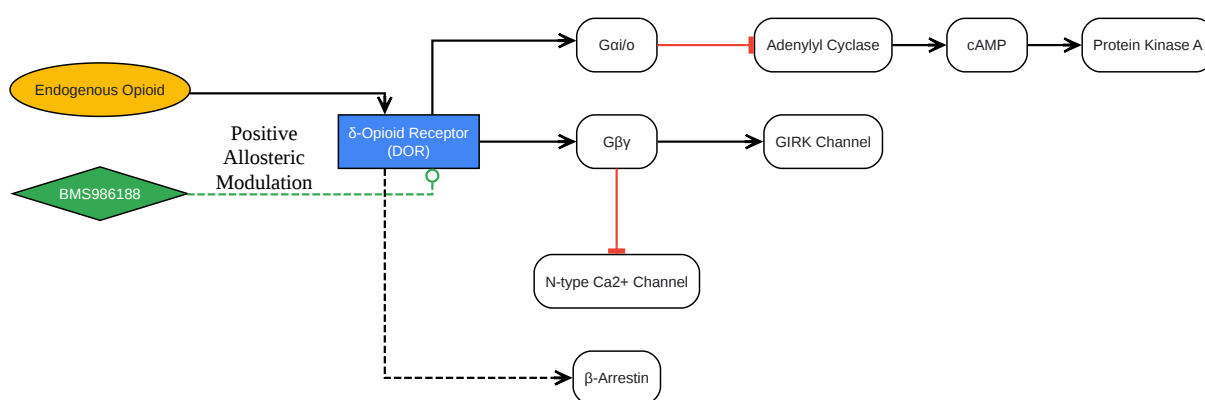 Endogenous Opioid
Positive
Allosteric
Modulation
BMS986188
δ-Opioid Receptor
(DOR)
Gαi/o
Adenylyl Cyclase
cAMP
Protein Kinase A
Gβγ
GIRK Channel
N-type Ca2+ Channel
β-Arrestin